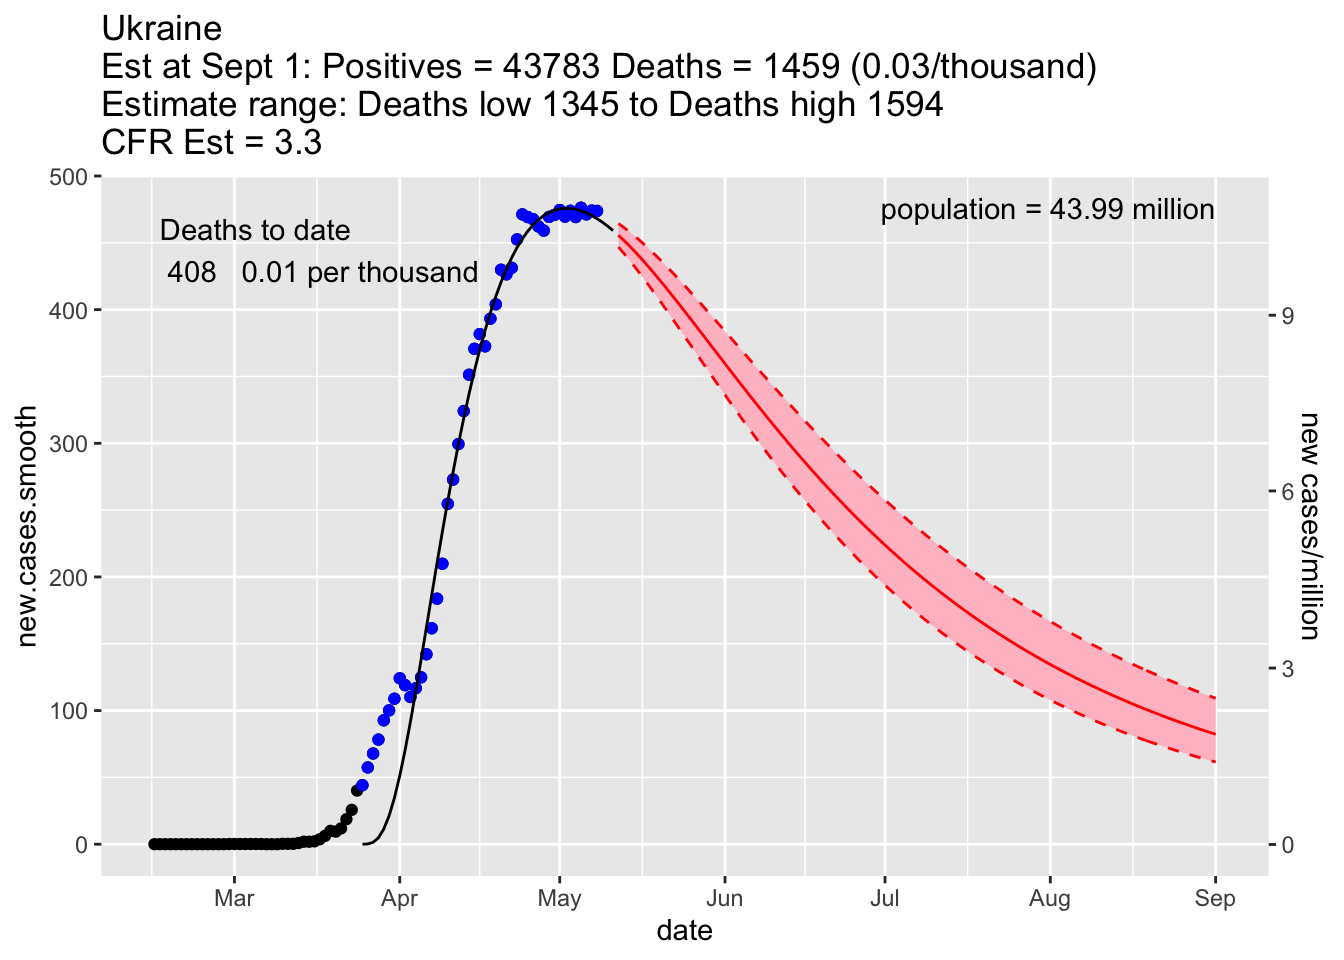 Ukraine
Est at Sept 1: Positives = 43783 Deaths = 1459 (0.03/thousand)
Estimate range: Deaths low 1345 to Deaths high 1594
CFR Est = 3.3
500
400
300
200
100
0
new.cases.smooth
Deaths to date
408 0.01 per thousand
population = 43.99 million
9
6
3
0
new cases/million
Mar Apr May Jun Jul Aug Sep
date